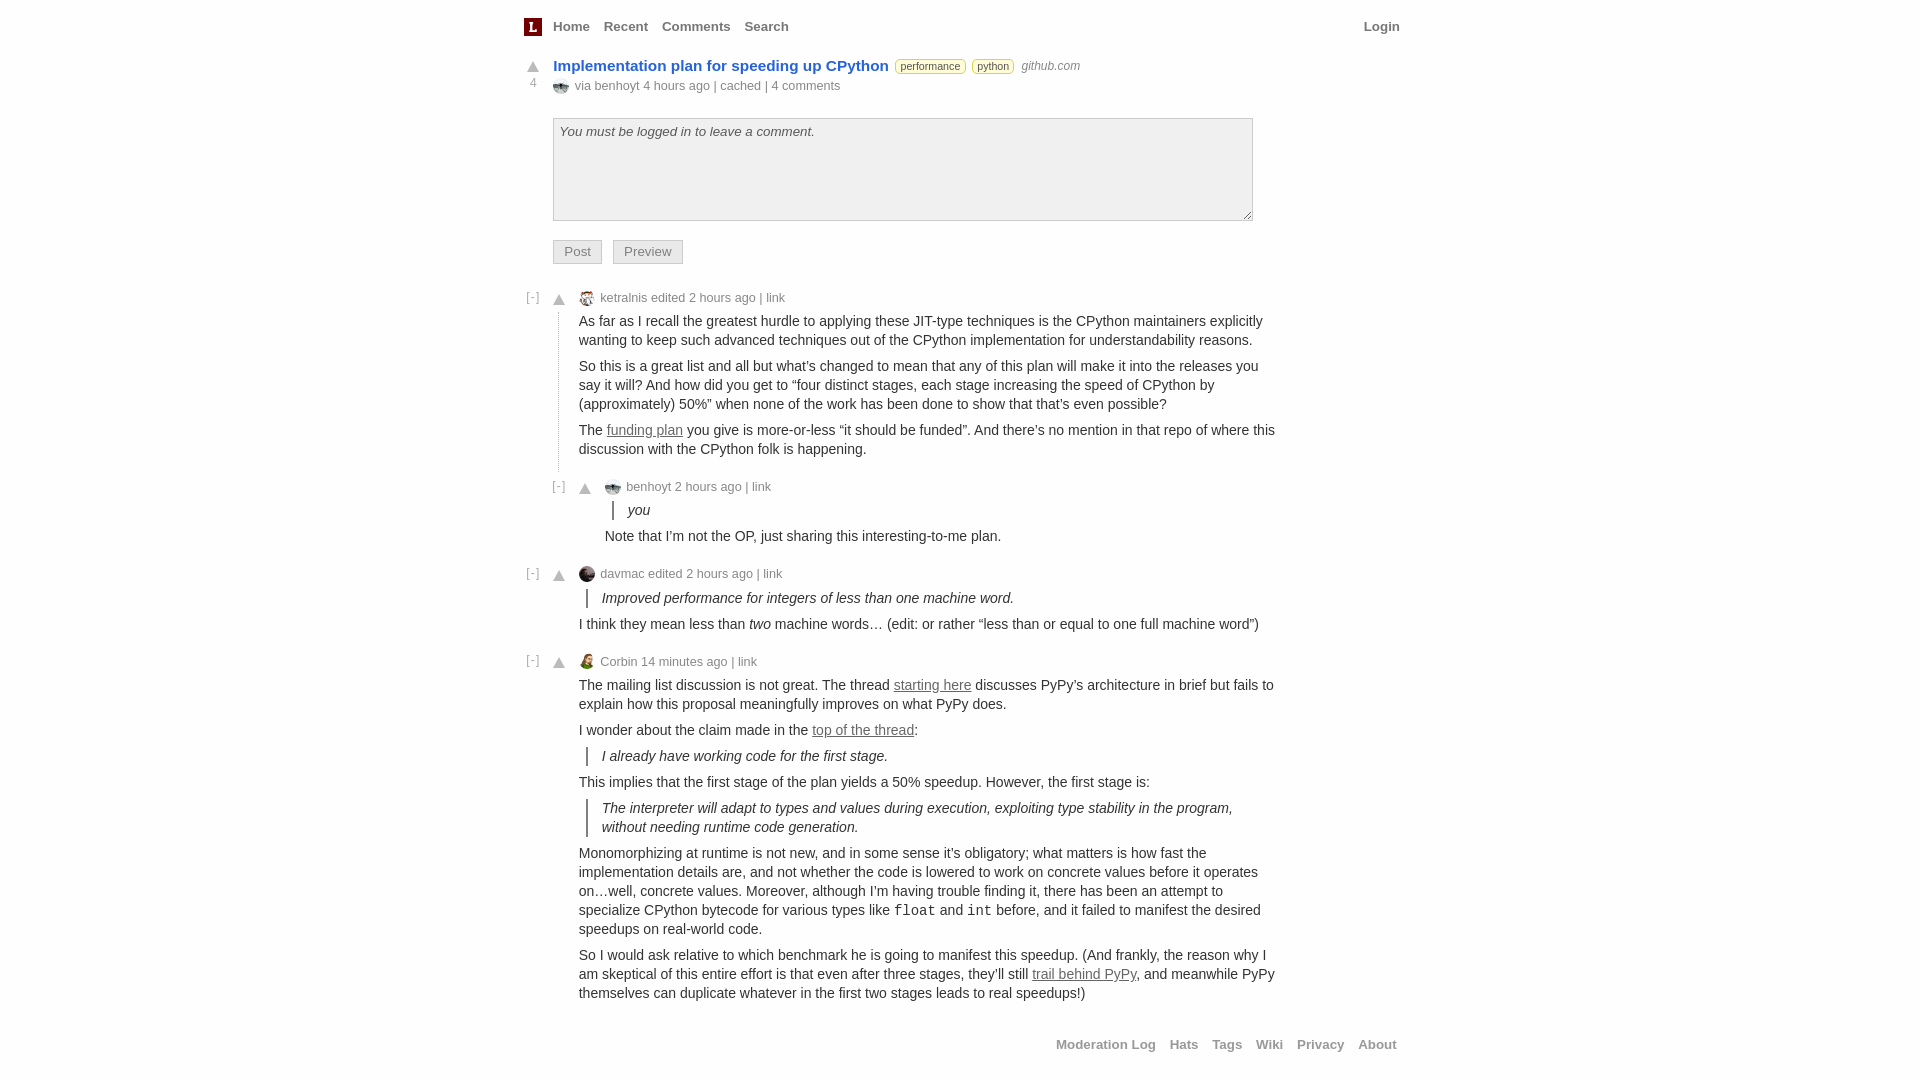 L Home Recent Comments Search Login
Implementation plan for speeding up CPython performance python github.com
4
via benhoyt 4 hours ago | cached | 4 comments
You must be logged in to leave a comment.
Post Preview
[-] ketralnis edited 2 hours ago | link
As far as I recall the greatest hurdle to applying these JIT-type techniques is the CPython maintainers explicitly
wanting to keep such advanced techniques out of the CPython implementation for understandability reasons.
So this is a great list and all but what’s changed to mean that any of this plan will make it into the releases you
say it will? And how did you get to “four distinct stages, each stage increasing the speed of CPython by
(approximately) 50%” when none of the work has been done to show that that’s even possible?
The funding plan you give is more-or-less “it should be funded”. And there’s no mention in that repo of where this
discussion with the CPython folk is happening.
[-] benhoyt 2 hours ago | link
you
Note that I’m not the OP, just sharing this interesting-to-me plan.
[-] davmac edited 2 hours ago | link
Improved performance for integers of less than one machine word.
I think they mean less than two machine words… (edit: or rather “less than or equal to one full machine word”)
[-] Corbin 14 minutes ago | link
The mailing list discussion is not great. The thread starting here discusses PyPy’s architecture in brief but fails to
explain how this proposal meaningfully improves on what PyPy does.
I wonder about the claim made in the top of the thread:
I already have working code for the first stage.
This implies that the first stage of the plan yields a 50% speedup. However, the first stage is:
The interpreter will adapt to types and values during execution, exploiting type stability in the program,
without needing runtime code generation.
Monomorphizing at runtime is not new, and in some sense it’s obligatory; what matters is how fast the
implementation details are, and not whether the code is lowered to work on concrete values before it operates
on…well, concrete values. Moreover, although I’m having trouble finding it, there has been an attempt to
specialize CPython bytecode for various types like float and int before, and it failed to manifest the desired
speedups on real-world code.
So I would ask relative to which benchmark he is going to manifest this speedup. (And frankly, the reason why I
am skeptical of this entire effort is that even after three stages, they’ll still trail behind PyPy, and meanwhile PyPy
themselves can duplicate whatever in the first two stages leads to real speedups!)
Moderation Log Hats Tags Wiki Privacy About